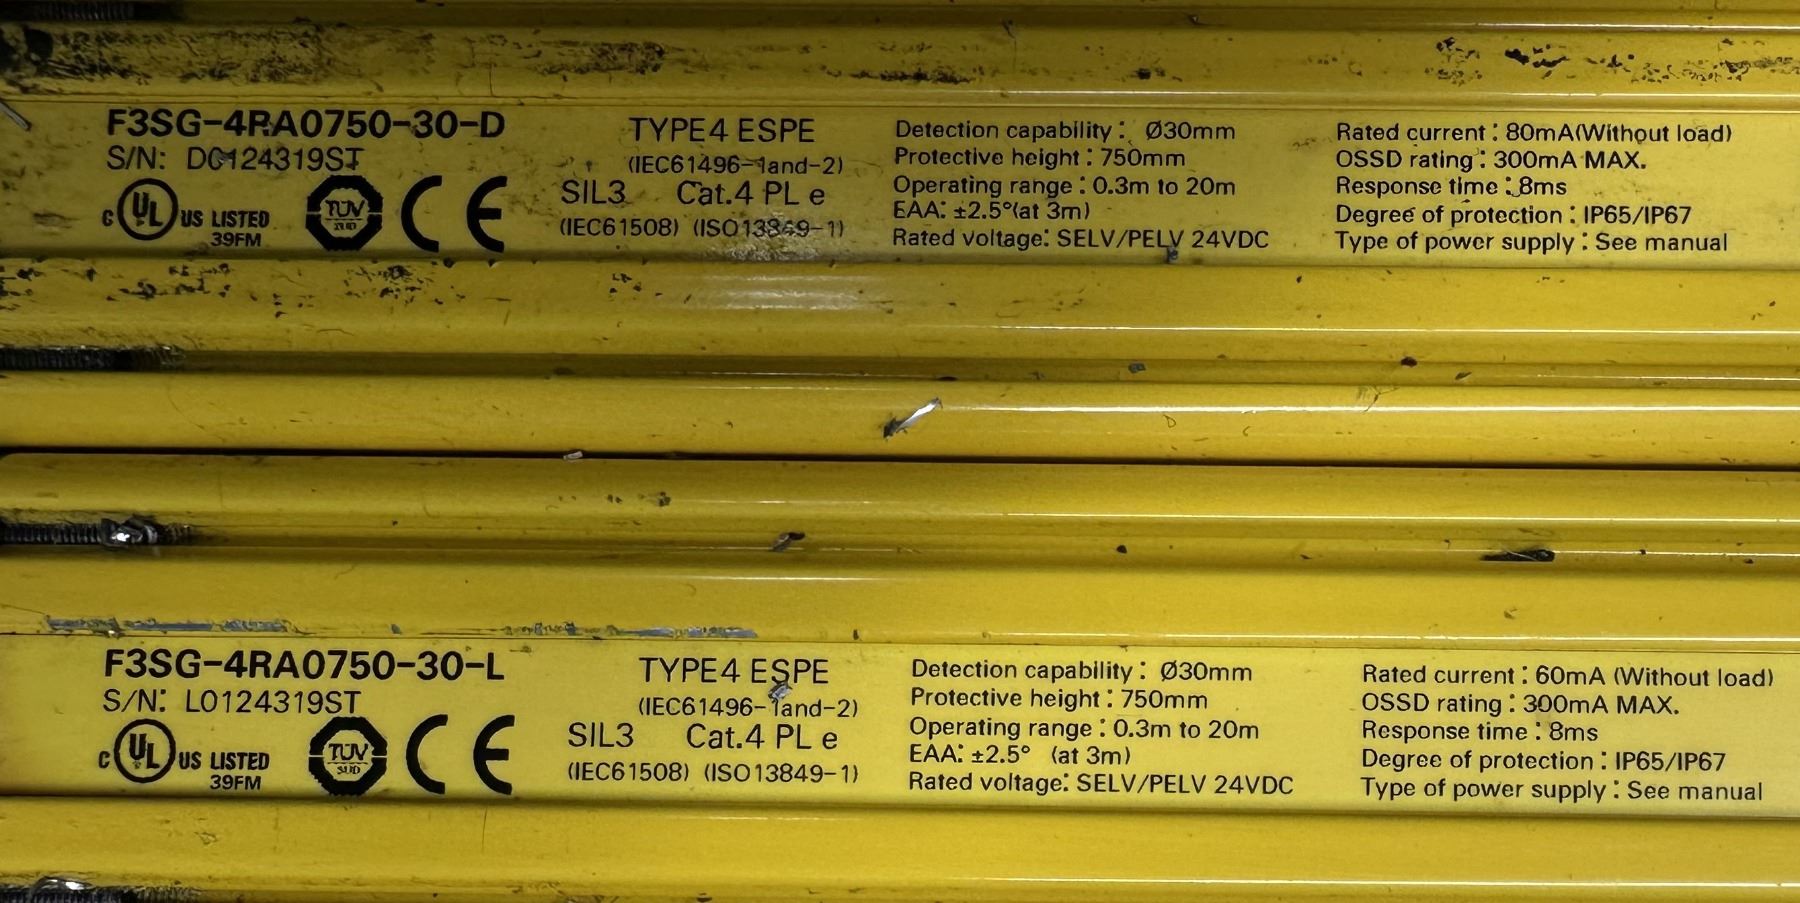 F3SG-4RA0750-30-D
S/N: D0124319ST
C UL US LISTED
39FM
TÜV
SÜD
CE
TYPE4 ESPE
(IEC61496-1and-2)
SIL3 Cat.4 PL e
(IEC61508) (ISO13849-1)
Detection capability: Ø30mm
Protective height: 750mm
Operating range: 0.3m to 20m
EAA: ±2.5°(at 3m)
Rated voltage: SELV/PELV 24VDC
Rated current: 80mA(Without load)
OSSD rating: 300mA MAX.
Response time: 8ms
Degree of protection: IP65/IP67
Type of power supply: See manual
F3SG-4RA0750-30-L
S/N: L0124319ST
C UL US LISTED
39FM
TÜV
SÜD
CE
TYPE4 ESPE
(IEC61496-1and-2)
SIL3 Cat.4 PL e
(IEC61508) (ISO13849-1)
Detection capability: Ø30mm
Protective height: 750mm
Operating range: 0.3m to 20m
EAA: ±2.5° (at 3m)
Rated voltage: SELV/PELV 24VDC
Rated current: 60mA (Without load)
OSSD rating: 300mA MAX.
Response time: 8ms
Degree of protection: IP65/IP67
Type of power supply: See manual